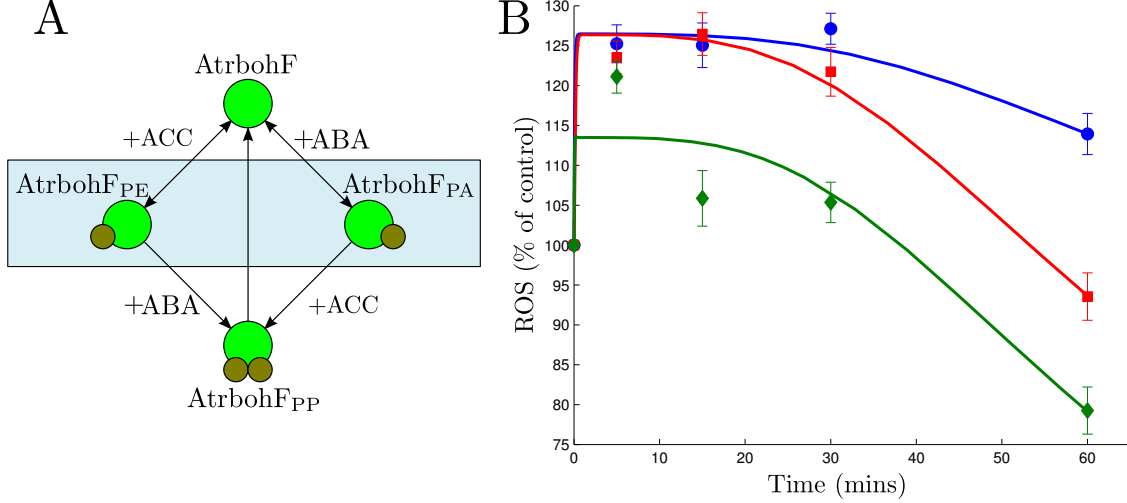 A
AtrbohF
+ACC
+ABA
AtrbohF_PE
AtrbohF_PA
+ABA
+ACC
AtrbohF_PP
B
ROS (% of control)
130
125
120
115
110
105
100
95
90
85
80
75
0 10 20 30 40 50 60
Time (mins)